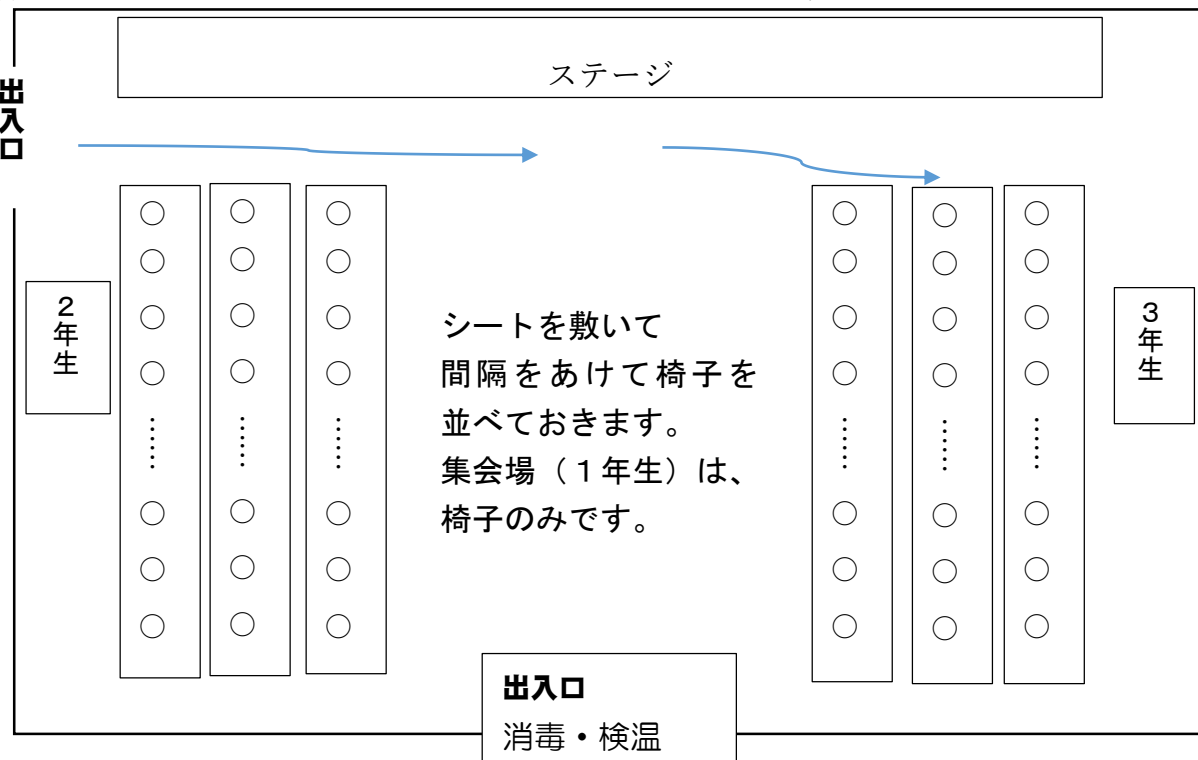 ステージ
出入口
２年生
シートを敷いて
間隔をあけて椅子を
並べておきます。
集会場（１年生）は、
椅子のみです。
３年生
出入口
消毒・検温